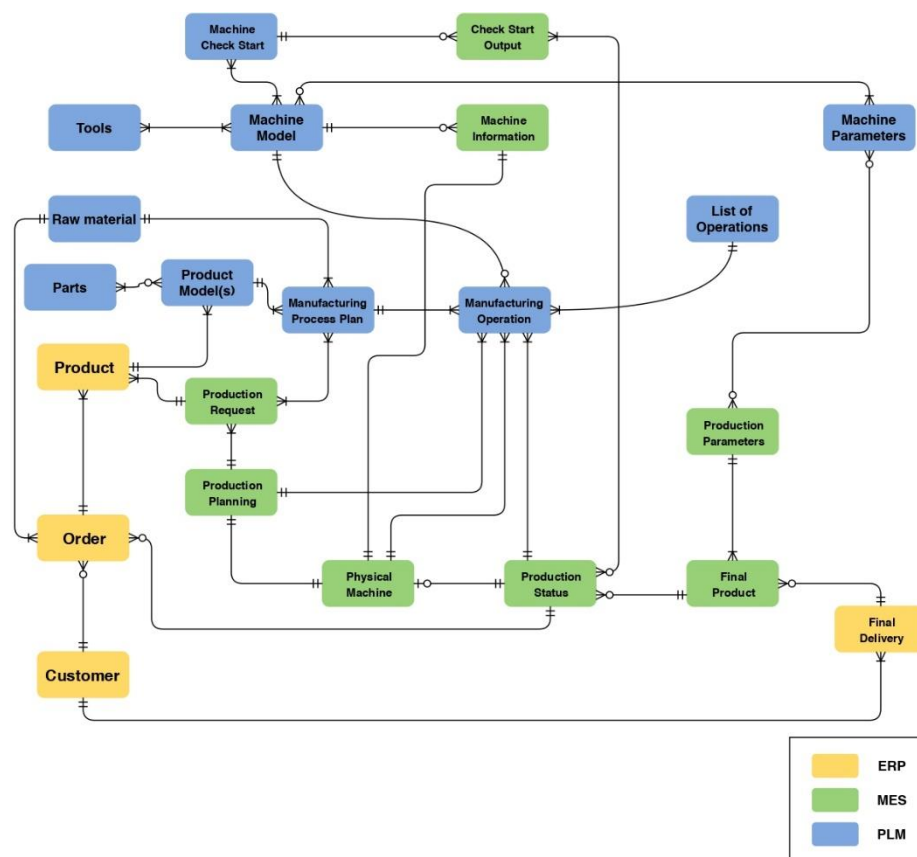 Machine
Check Start
Check Start
Output
Tools
Machine
Model
Machine
Information
Machine
Parameters
Raw material
List of
Operations
Parts
Product
Model(s)
Manufacturing
Process Plan
Manufacturing
Operation
Product
Production
Request
Production
Parameters
Production
Planning
Order
Physical
Machine
Production
Status
Final
Product
Final
Delivery
Customer
ERP
MES
PLM